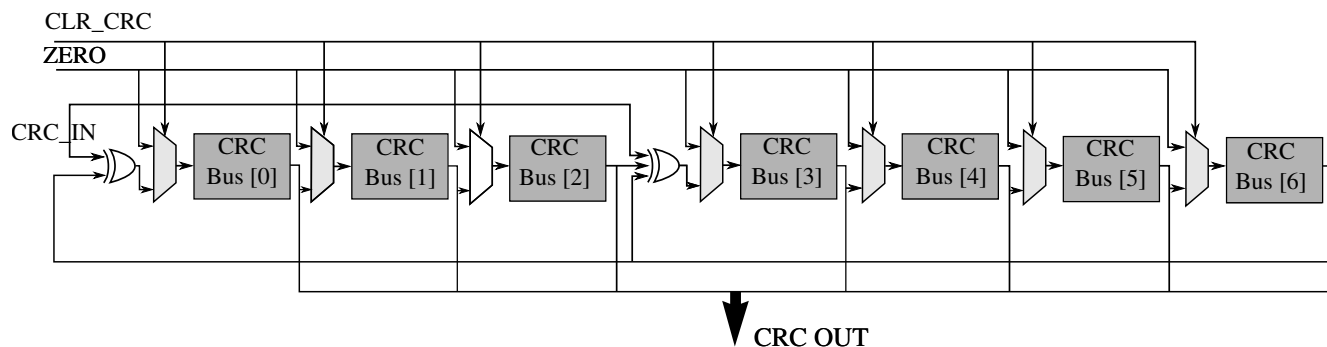 CLR_CRC
ZERO
CRC_IN
CRC
Bus [0]
CRC
Bus [1]
CRC
Bus [2]
CRC
Bus [3]
CRC
Bus [4]
CRC
Bus [5]
CRC
Bus [6]
CRC OUT